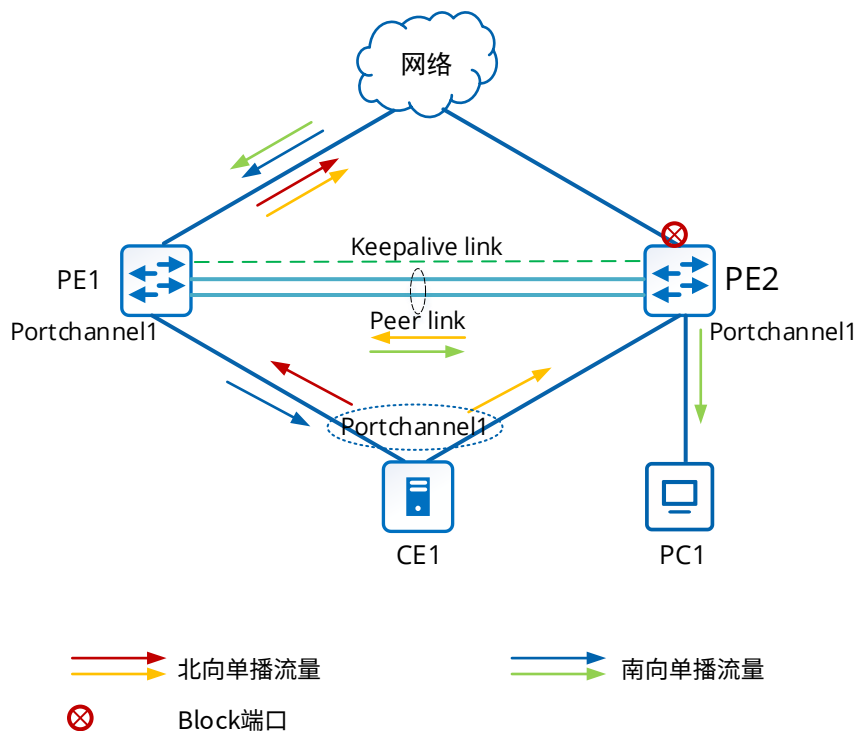 网络
Keepalive link
PE1
PE2
Peer link
Portchannel1
Portchannel1
Portchannel1
CE1
PC1
北向单播流量
南向单播流量
Block端口